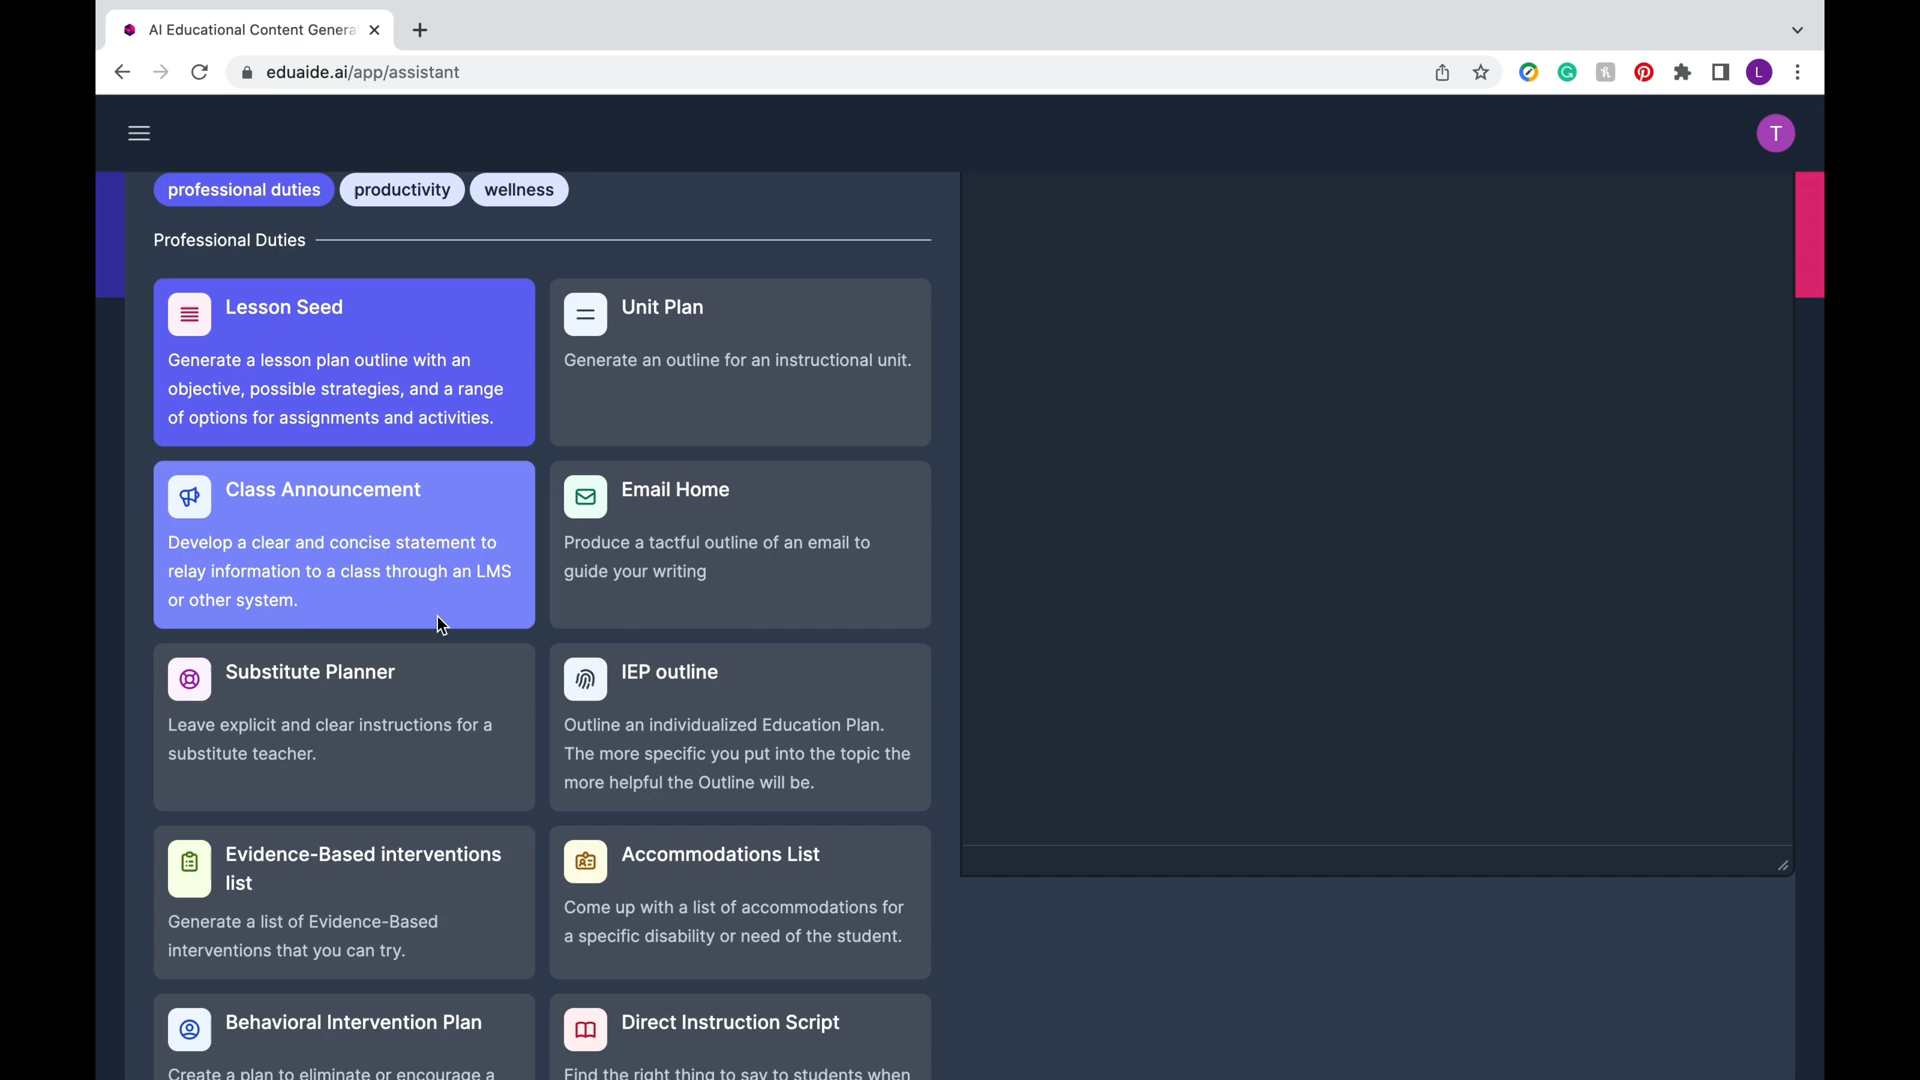 AI Educational Content Genera
eduaide.ai/app/assistant
L
T
professional duties productivity wellness
Professional Duties
Lesson Seed
Generate a lesson plan outline with an
objective, possible strategies, and a range
of options for assignments and activities.
Unit Plan
Generate an outline for an instructional unit.
Class Announcement
Develop a clear and concise statement to
relay information to a class through an LMS
or other system.
Email Home
Produce a tactful outline of an email to
guide your writing
Substitute Planner
Leave explicit and clear instructions for a
substitute teacher.
IEP outline
Outline an individualized Education Plan.
The more specific you put into the topic the
more helpful the Outline will be.
Evidence-Based interventions
list
Generate a list of Evidence-Based
interventions that you can try.
Accommodations List
Come up with a list of accommodations for
a specific disability or need of the student.
Behavioral Intervention Plan
Create a plan to eliminate or encourage a
Direct Instruction Script
Find the right thing to say to students when